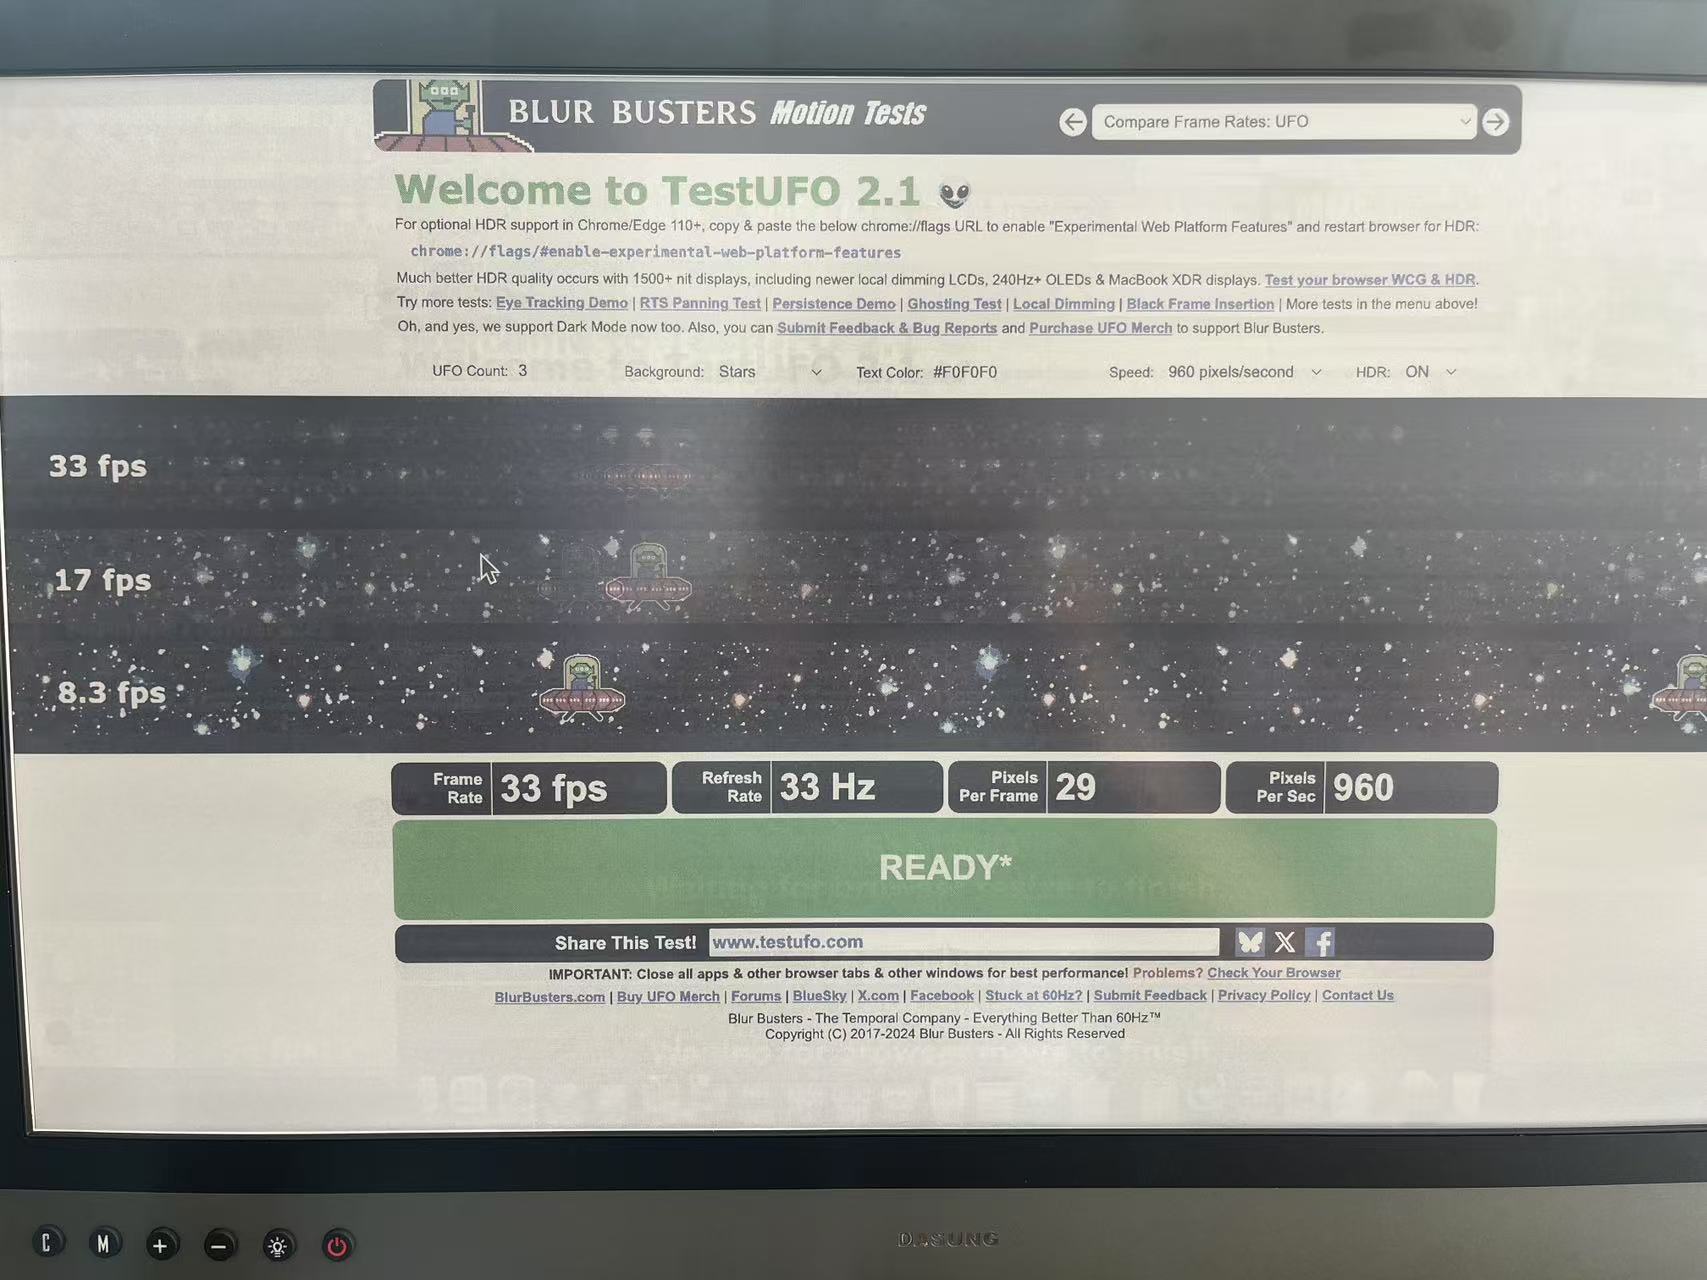 BLUR BUSTERS Motion Tests
Compare Frame Rates: UFO
Welcome to TestUFO 2.1
For optional HDR support in Chrome/Edge 110+, copy & paste the below chrome://flags URL to enable "Experimental Web Platform Features" and restart browser for HDR:
chrome://flags/#enable-experimental-web-platform-features
Much better HDR quality occurs with 1500+ nit displays, including newer local dimming LCDs, 240Hz+ OLEDs & MacBook XDR displays. Test your browser WCG & HDR.
Try more tests: Eye Tracking Demo | RTS Panning Test | Persistence Demo | Ghosting Test | Local Dimming | Black Frame Insertion | More tests in the menu above!
Oh, and yes, we support Dark Mode now too. Also, you can Submit Feedback & Bug Reports and Purchase UFO Merch to support Blur Busters.
UFO Count: 3 Background: Stars Text Color: #F0F0F0 Speed: 960 pixels/second HDR: ON
33 fps
17 fps
8.3 fps
Frame Rate 33 fps
Refresh Rate 33 Hz
Pixels Per Frame 29
Pixels Per Sec 960
READY*
Share This Test! www.testufo.com
IMPORTANT: Close all apps & other browser tabs & other windows for best performance! Problems? Check Your Browser
BlurBusters.com | Buy UFO Merch | Forums | BlueSky | X.com | Facebook | Stuck at 60Hz? | Submit Feedback | Privacy Policy | Contact Us
Blur Busters - The Temporal Company - Everything Better Than 60Hz™
Copyright (C) 2017-2024 Blur Busters - All Rights Reserved
C M + −
DASUNG